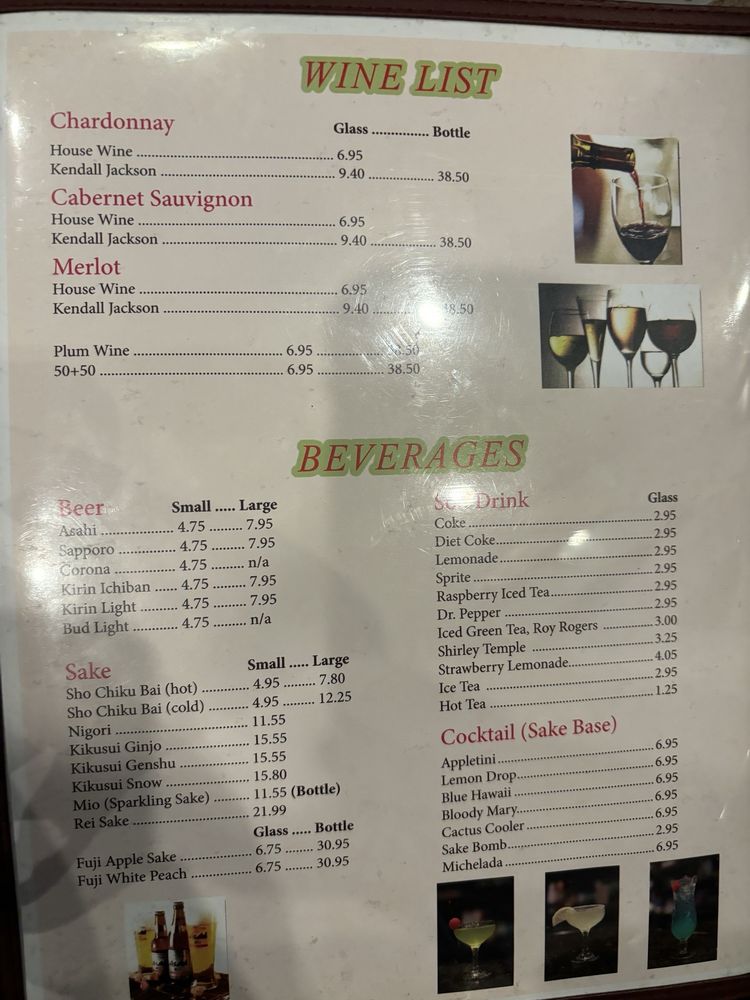 WINE LIST
Chardonnay Glass .............. Bottle
House Wine .................................................. 6.95
Kendall Jackson ............................................ 9.40 ................. 38.50
Cabernet Sauvignon
House Wine .................................................. 6.95
Kendall Jackson ............................................ 9.40 ................. 38.50
Merlot
House Wine .................................................. 6.95
Kendall Jackson ............................................ 9.40
Plum Wine ...................................... 6.95
50+50 .............................................. 6.95 ................. 38.50
BEVERAGES
Beer Small ..... Large
Asahi .................. 4.75 ......... 7.95
Sapporo .............. 4.75 ......... 7.95
Corona ............... 4.75 ......... n/a
Kirin Ichiban ...... 4.75 ......... 7.95
Kirin Light ......... 4.75 ......... 7.95
Bud Light ........... 4.75 ......... n/a
Sake Small ..... Large
Sho Chiku Bai (hot) ............ 4.95 ......... 7.80
Sho Chiku Bai (cold) .......... 4.95 ......... 12.25
Nigori ................................. 11.55
Kikusui Ginjo ..................... 15.55
Kikusui Genshu .................. 15.55
Kikusui Snow ..................... 15.80
Mio (Sparkling Sake) .......... 11.55 (Bottle)
Rei Sake .............................. 21.99
Glass ..... Bottle
Fuji Apple Sake ......................... 6.75 ........ 30.95
Fuji White Peach ....................... 6.75 ........ 30.95
Drink Glass
Coke ................................................ 2.95
Diet Coke......................................... 2.95
Lemonade ....................................... 2.95
Sprite ............................................... 2.95
Raspberry Iced Tea.......................... 2.95
Dr. Pepper ....................................... 2.95
Iced Green Tea, Roy Rogers ............ 3.00
Shirley Temple ................................ 3.25
Strawberry Lemonade..................... 4.05
Ice Tea ............................................. 2.95
Hot Tea ............................................ 1.25
Cocktail (Sake Base)
Appletini ......................................... 6.95
Lemon Drop.................................... 6.95
Blue Hawaii .................................... 6.95
Bloody Mary................................... 6.95
Cactus Cooler ................................. 6.95
Sake Bomb...................................... 2.95
Michelada ....................................... 6.95